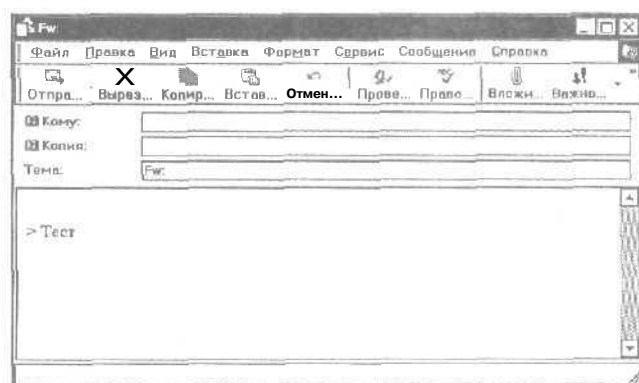 Fw:
Файл Правка Вид Вставка Формат Сервис Сообщение Справка
Отпра... Вырез... Копир... Встав... Отмен... Прове... Право... Вложи... Важно...
Кому:
Копия:
Тема: Fw:
> Тест